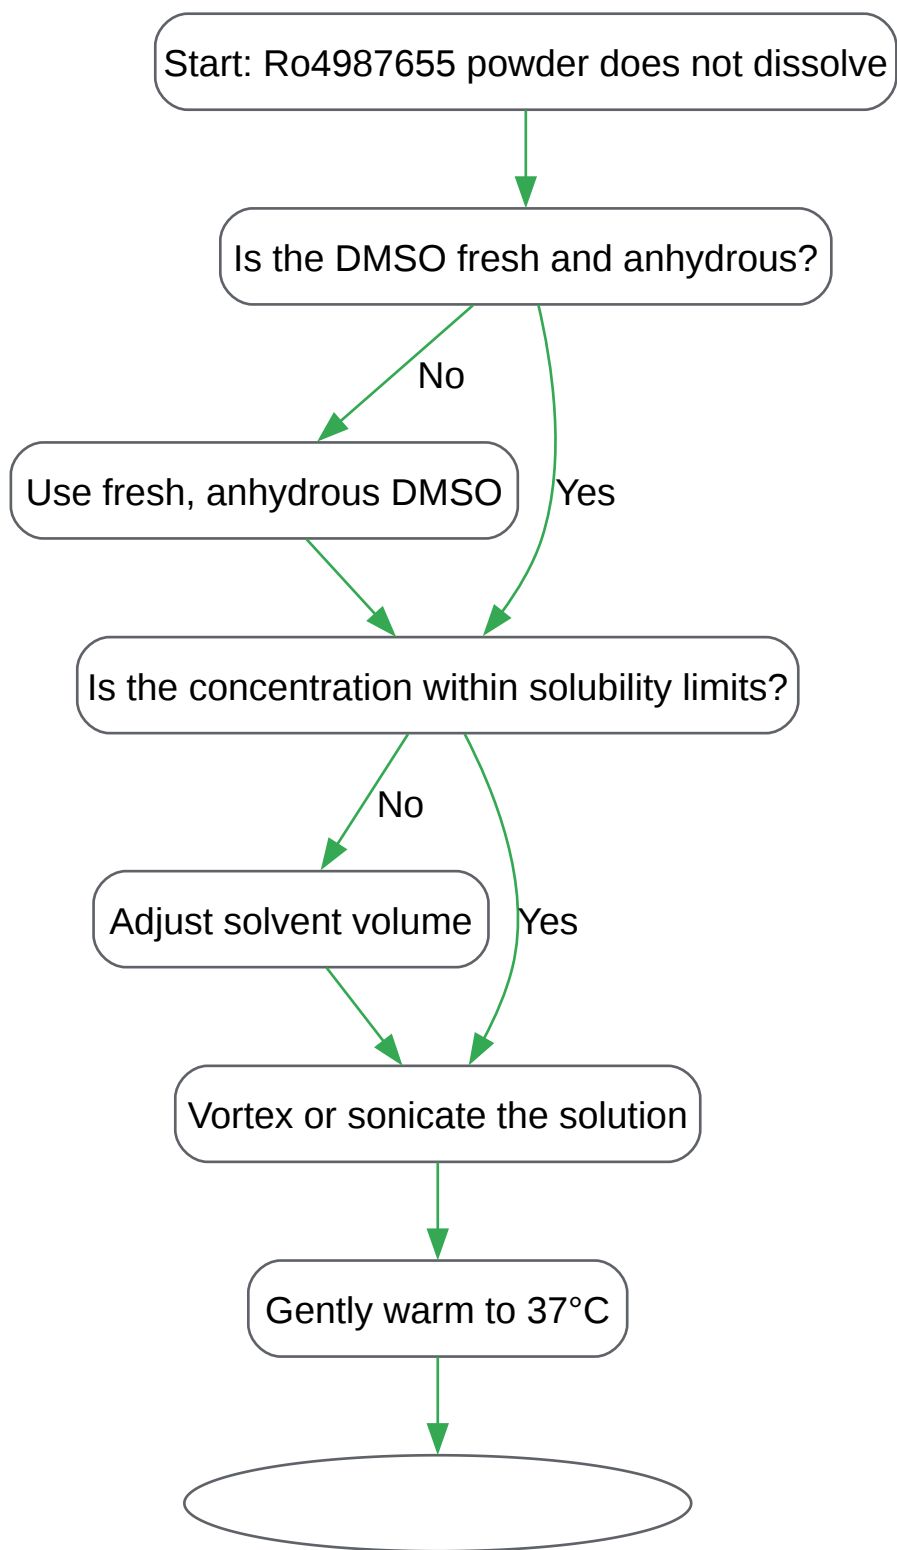 Start: Ro4987655 powder does not dissolve
Is the DMSO fresh and anhydrous?
No
Use fresh, anhydrous DMSO
Yes
Is the concentration within solubility limits?
No
Adjust solvent volume
Yes
Vortex or sonicate the solution
Gently warm to 37°C